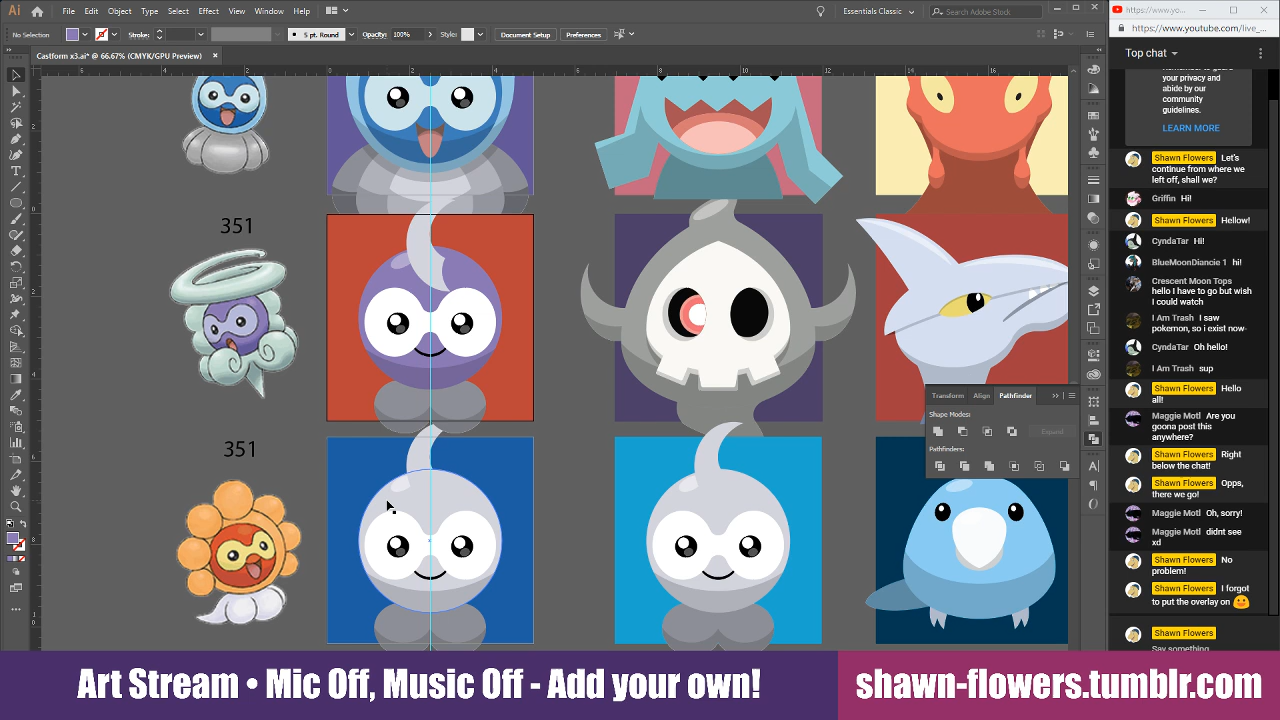 Ai File Edit Object Type Select Effect View Window Help Essentials Classic Search Adobe Stock
No Selection Stroke: 5 pt. Round Opacity: 100% Style: Document Setup Preferences
Castform x3.ai* @ 66.67% (CMYK/GPU Preview)
351
351
Transform Align Pathfinder
Shape Modes:
Expand
Pathfinders:
https://www.yo...
https://www.youtube.com/live_...
Top chat
your privacy and
abide by our
community
guidelines.
LEARN MORE
Shawn Flowers Let's
continue from where we
left off, shall we?
Griffin Hi!
Shawn Flowers Hellow!
CyndaTar Hi!
BlueMoonDiancie 1 hi!
Crescent Moon Tops
hello I have to go but wish
I could watch
I Am Trash I saw
pokemon, so i exist now-
CyndaTar Oh hello!
I Am Trash sup
Shawn Flowers Hello
all!
Maggie Motl Are you
goona post this
anywhere?
Shawn Flowers Right
below the chat!
Shawn Flowers Opps,
there we go!
Maggie Motl Oh, sorry!
Maggie Motl didnt see
xd
Shawn Flowers No
problem!
Shawn Flowers I forgot
to put the overlay on
Shawn Flowers
Say something...
Art Stream • Mic Off, Music Off - Add your own!
shawn-flowers.tumblr.com